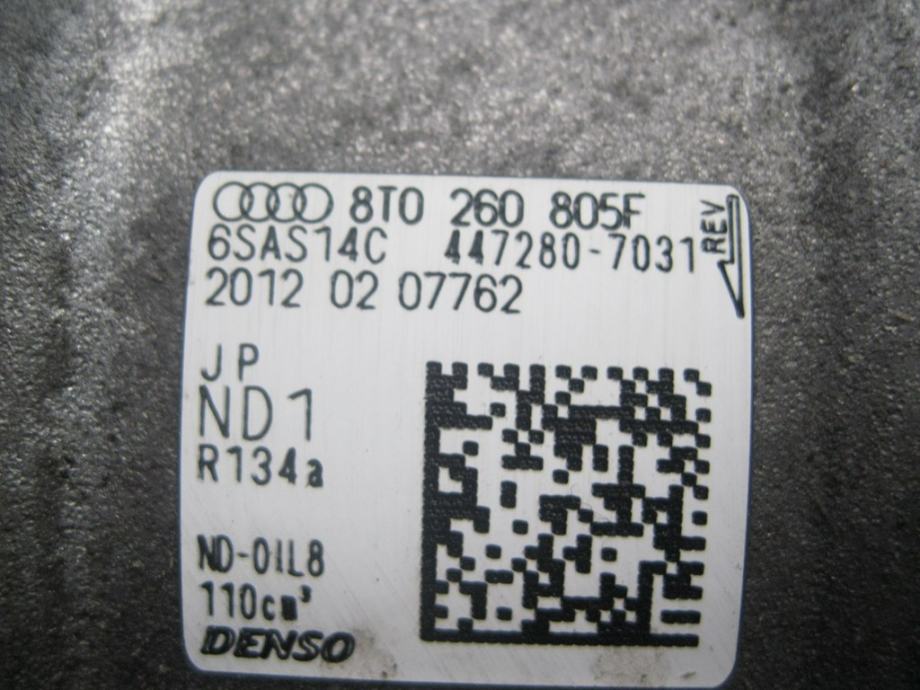 8T0 260 805F
6SAS14C 447280-7031 REV
2012 02 07762
JP
ND1
R134a
ND-OIL8
110cm³
DENSO